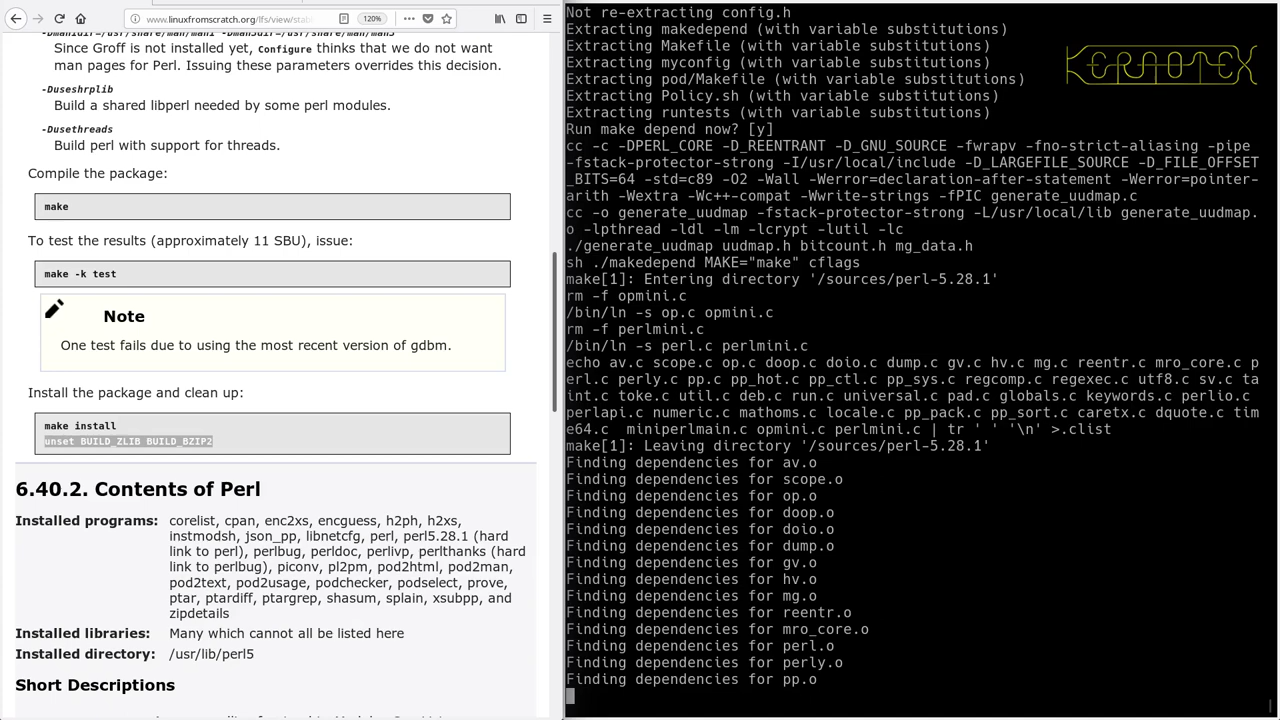 www.linuxfromscratch.org/lfs/view/stab
120%
Since Groff is not installed yet, Configure thinks that we do not want
man pages for Perl. Issuing these parameters overrides this decision.
-Duseshrplib
Build a shared libperl needed by some perl modules.
-Dusethreads
Build perl with support for threads.
Compile the package:
make
To test the results (approximately 11 SBU), issue:
make -k test
Note
One test fails due to using the most recent version of gdbm.
Install the package and clean up:
make install
unset BUILD_ZLIB BUILD_BZIP2
6.40.2. Contents of Perl
Installed programs: corelist, cpan, enc2xs, encguess, h2ph, h2xs,
instmodsh, json_pp, libnetcfg, perl, perl5.28.1 (hard
link to perl), perlbug, perldoc, perlivp, perlthanks (hard
link to perlbug), piconv, pl2pm, pod2html, pod2man,
pod2text, pod2usage, podchecker, podselect, prove,
ptar, ptardiff, ptargrep, shasum, splain, xsubpp, and
zipdetails
Installed libraries: Many which cannot all be listed here
Installed directory: /usr/lib/perl5
Short Descriptions
Not re-extracting config.h
Extracting makedepend (with variable substitutions)
Extracting Makefile (with variable substitutions)
Extracting myconfig (with variable substitutions)
Extracting pod/Makefile (with variable substitutions)
Extracting Policy.sh (with variable substitutions)
Extracting runtests (with variable substitutions)
Run make depend now? [y]
cc -c -DPERL_CORE -D_REENTRANT -D_GNU_SOURCE -fwrapv -fno-strict-aliasing -pipe
-fstack-protector-strong -I/usr/local/include -D_LARGEFILE_SOURCE -D_FILE_OFFSET
_BITS=64 -std=c89 -O2 -Wall -Werror=declaration-after-statement -Werror=pointer-
arith -Wextra -Wc++-compat -Wwrite-strings -fPIC generate_uudmap.c
cc -o generate_uudmap -fstack-protector-strong -L/usr/local/lib generate_uudmap.
o -lpthread -ldl -lm -lcrypt -lutil -lc
./generate_uudmap uudmap.h bitcount.h mg_data.h
sh ./makedepend MAKE="make" cflags
make[1]: Entering directory '/sources/perl-5.28.1'
rm -f opmini.c
/bin/ln -s op.c opmini.c
rm -f perlmini.c
/bin/ln -s perl.c perlmini.c
echo av.c scope.c op.c doop.c doio.c dump.c gv.c hv.c mg.c reentr.c mro_core.c p
erl.c perly.c pp.c pp_hot.c pp_ctl.c pp_sys.c regcomp.c regexec.c utf8.c sv.c ta
int.c toke.c util.c deb.c run.c universal.c pad.c globals.c keywords.c perlio.c
perlapi.c numeric.c mathoms.c locale.c pp_pack.c pp_sort.c caretx.c dquote.c tim
e64.c  miniperlmain.c opmini.c perlmini.c | tr ' ' '\n' >.clist
make[1]: Leaving directory '/sources/perl-5.28.1'
Finding dependencies for av.o
Finding dependencies for scope.o
Finding dependencies for op.o
Finding dependencies for doop.o
Finding dependencies for doio.o
Finding dependencies for dump.o
Finding dependencies for gv.o
Finding dependencies for hv.o
Finding dependencies for mg.o
Finding dependencies for reentr.o
Finding dependencies for mro_core.o
Finding dependencies for perl.o
Finding dependencies for perly.o
Finding dependencies for pp.o